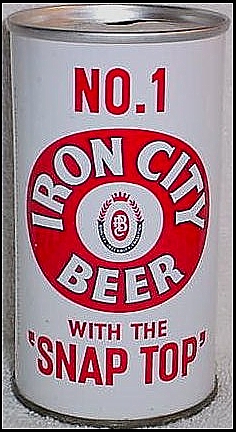 NO.1
IRON CITY
BEER
WITH THE
"SNAP TOP"